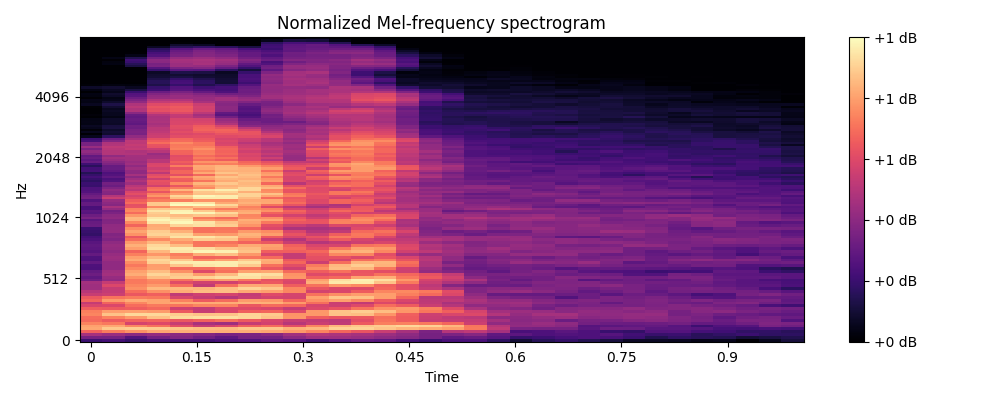 Normalized Mel-frequency spectrogram
+1 dB
4096
+1 dB
2048
+1 dB
Hz
1024
+0 dB
512
+0 dB
0
+0 dB
0 0.15 0.3 0.45 0.6 0.75 0.9
Time